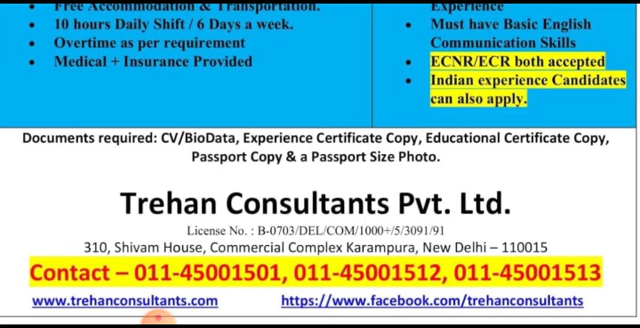 • Free Accommodation & Transportation.
• 10 hours Daily Shift / 6 Days a week.
• Overtime as per requirement
• Medical + Insurance Provided
Experience
• Must have Basic English
Communication Skills
• ECNR/ECR both accepted
• Indian experience Candidates
can also apply.
Documents required: CV/BioData, Experience Certificate Copy, Educational Certificate Copy,
Passport Copy & a Passport Size Photo.
Trehan Consultants Pvt. Ltd.
License No. : B-0703/DEL/COM/1000+/5/3091/91
310, Shivam House, Commercial Complex Karampura, New Delhi – 110015
Contact – 011-45001501, 011-45001512, 011-45001513
www.trehanconsultants.com https://www.facebook.com/trehanconsultants